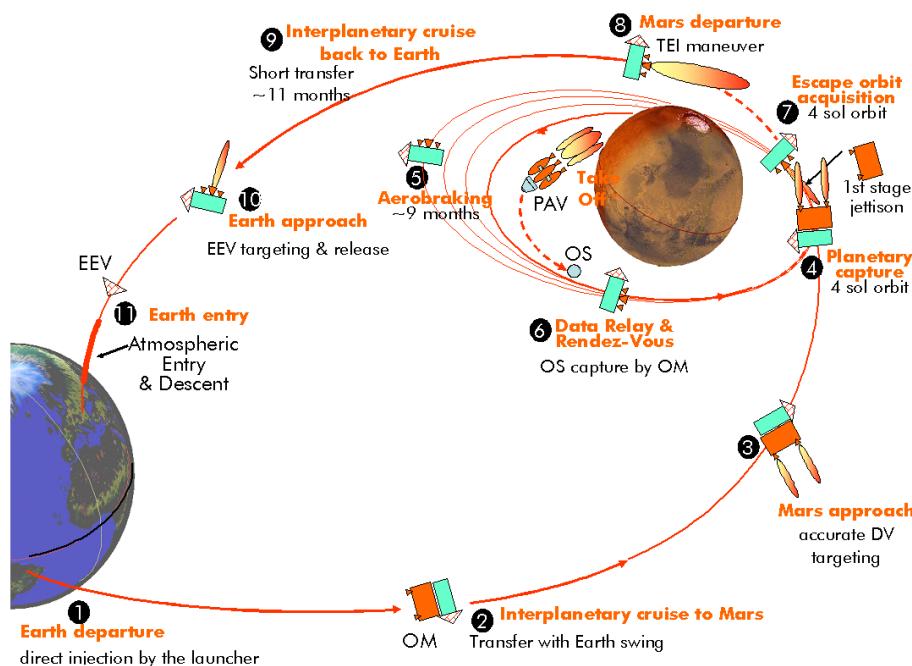 1
Earth departure
direct injection by the launcher
OM
2 Interplanetary cruise to Mars
Transfer with Earth swing
3
Mars approach
accurate DV
targeting
4 Planetary
capture
4 sol orbit
1st stage
jettison
5
Aerobraking
~9 months
PAV
Take
Off
OS
6 Data Relay &
Rendez-Vous
OS capture by OM
7
Escape orbit
acquisition
4 sol orbit
8 Mars departure
TEI maneuver
9 Interplanetary cruise
back to Earth
Short transfer
~11 months
10
Earth approach
EEV targeting & release
EEV
11 Earth entry
Atmospheric
Entry
& Descent